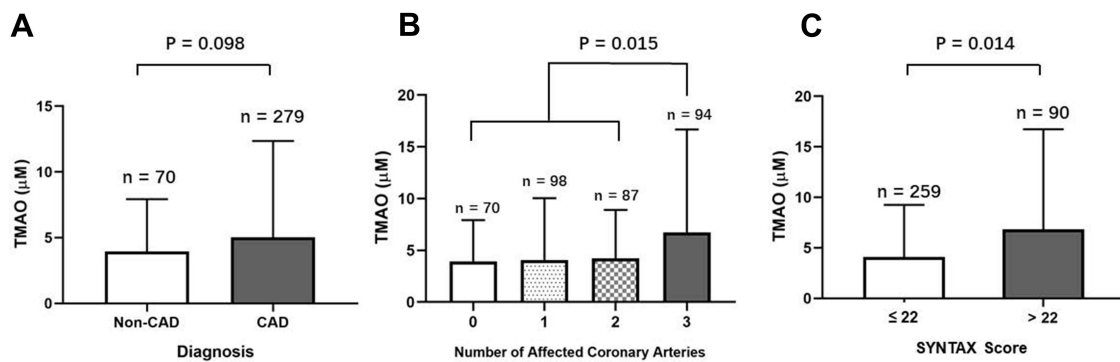 A
P = 0.098
n = 70
n = 279
TMAO (μM)
15
10
5
0
Non-CAD
CAD
Diagnosis
B
P = 0.015
n = 70
n = 98
n = 87
n = 94
TMAO (μM)
20
15
10
5
0
0
1
2
3
Number of Affected Coronary Arteries
C
P = 0.014
n = 259
n = 90
TMAO (μM)
20
15
10
5
0
≤ 22
> 22
SYNTAX Score